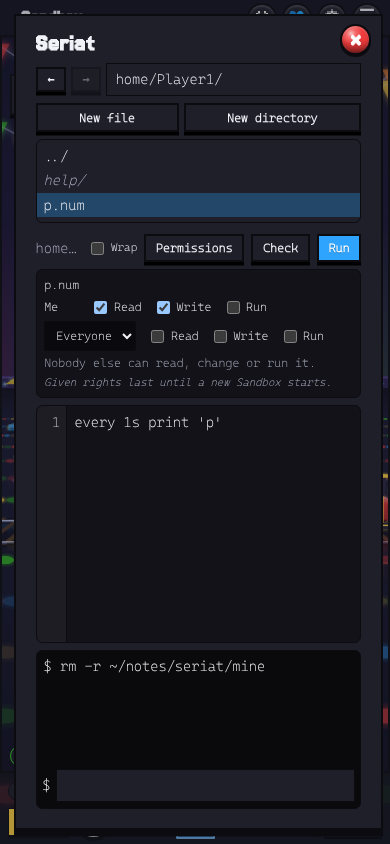 Seriat
← → home/Player1/
New file New directory
../
help/
p.num
home… Wrap Permissions Check Run
p.num
Me Read Write Run
Everyone Read Write Run
Nobody else can read, change or run it.
Given rights last until a new Sandbox starts.
1 every 1s print 'p'
$ rm -r ~/notes/seriat/mine
$